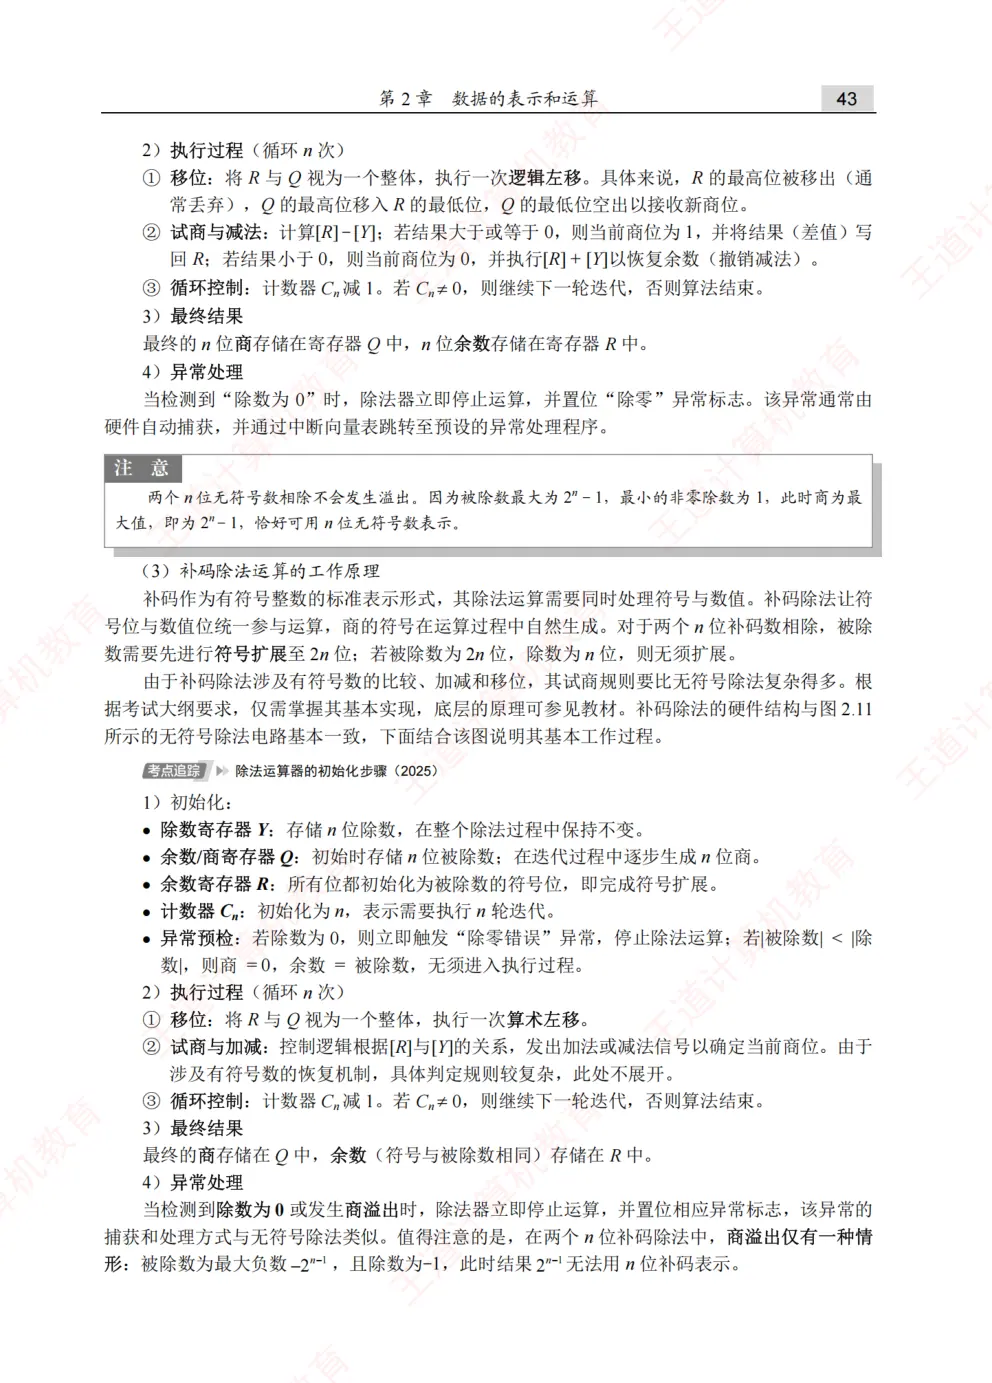 第 2 章 数据的表示和运算 43
2）执行过程（循环 n 次）
① 移位：将 R 与 Q 视为一个整体，执行一次逻辑左移。具体来说，R 的最高位被移出（通
常丢弃），Q 的最高位移入 R 的最低位，Q 的最低位空出以接收新商位。
② 试商与减法：计算[R]−[Y]；若结果大于或等于 0，则当前商位为 1，并将结果（差值）写
回 R；若结果小于 0，则当前商位为 0，并执行[R] + [Y]以恢复余数（撤销减法）。
③ 循环控制：计数器 Cn 减 1。若 Cn ≠ 0，则继续下一轮迭代，否则算法结束。
3）最终结果
最终的 n 位商存储在寄存器 Q 中，n 位余数存储在寄存器 R 中。
4）异常处理
当检测到“除数为 0”时，除法器立即停止运算，并置位“除零”异常标志。该异常通常由
硬件自动捕获，并通过中断向量表跳转至预设的异常处理程序。
注 意
两个 n 位无符号数相除不会发生溢出。因为被除数最大为 2ⁿ − 1，最小的非零除数为 1，此时商为最
大值，即为 2ⁿ − 1，恰好可用 n 位无符号数表示。
（3）补码除法运算的工作原理
补码作为有符号整数的标准表示形式，其除法运算需要同时处理符号与数值。补码除法让符
号位与数值位统一参与运算，商的符号在运算过程中自然生成。对于两个 n 位补码数相除，被除
数需要先进行符号扩展至 2n 位；若被除数为 2n 位，除数为 n 位，则无须扩展。
由于补码除法涉及有符号数的比较、加减和移位，其试商规则要比无符号除法复杂得多。根
据考试大纲要求，仅需掌握其基本实现，底层的原理可参见教材。补码除法的硬件结构与图 2.11
所示的无符号除法电路基本一致，下面结合该图说明其基本工作过程。
考点追踪 除法运算器的初始化步骤（2025）
1）初始化：
• 除数寄存器 Y：存储 n 位除数，在整个除法过程中保持不变。
• 余数/商寄存器 Q：初始时存储 n 位被除数；在迭代过程中逐步生成 n 位商。
• 余数寄存器 R：所有位都初始化为被除数的符号位，即完成符号扩展。
• 计数器 Cn：初始化为 n，表示需要执行 n 轮迭代。
• 异常预检：若除数为 0，则立即触发“除零错误”异常，停止除法运算；若|被除数| < |除
数|，则商 = 0，余数 = 被除数，无须进入执行过程。
2）执行过程（循环 n 次）
① 移位：将 R 与 Q 视为一个整体，执行一次算术左移。
② 试商与加减：控制逻辑根据[R]与[Y]的关系，发出加法或减法信号以确定当前商位。由于
涉及有符号数的恢复机制，具体判定规则较复杂，此处不展开。
③ 循环控制：计数器 Cn 减 1。若 Cn ≠ 0，则继续下一轮迭代，否则算法结束。
3）最终结果
最终的商存储在 Q 中，余数（符号与被除数相同）存储在 R 中。
4）异常处理
当检测到除数为 0 或发生商溢出时，除法器立即停止运算，并置位相应异常标志，该异常的
捕获和处理方式与无符号除法类似。值得注意的是，在两个 n 位补码除法中，商溢出仅有一种情
形：被除数为最大负数 −2ⁿ⁻¹，且除数为−1，此时结果 2ⁿ⁻¹ 无法用 n 位补码表示。